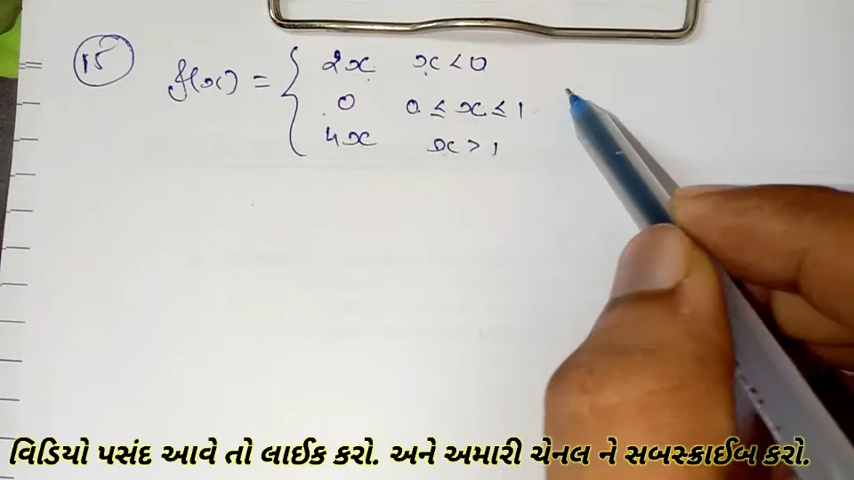 15 f(x) = { 2x x < 0
0 0 ≤ x ≤ 1
4x x > 1
વિડિયો પસંદ આવે તો લાઈક કરો. અને અમારી ચેનલ ને સબસ્ક્રાઈબ કરો.